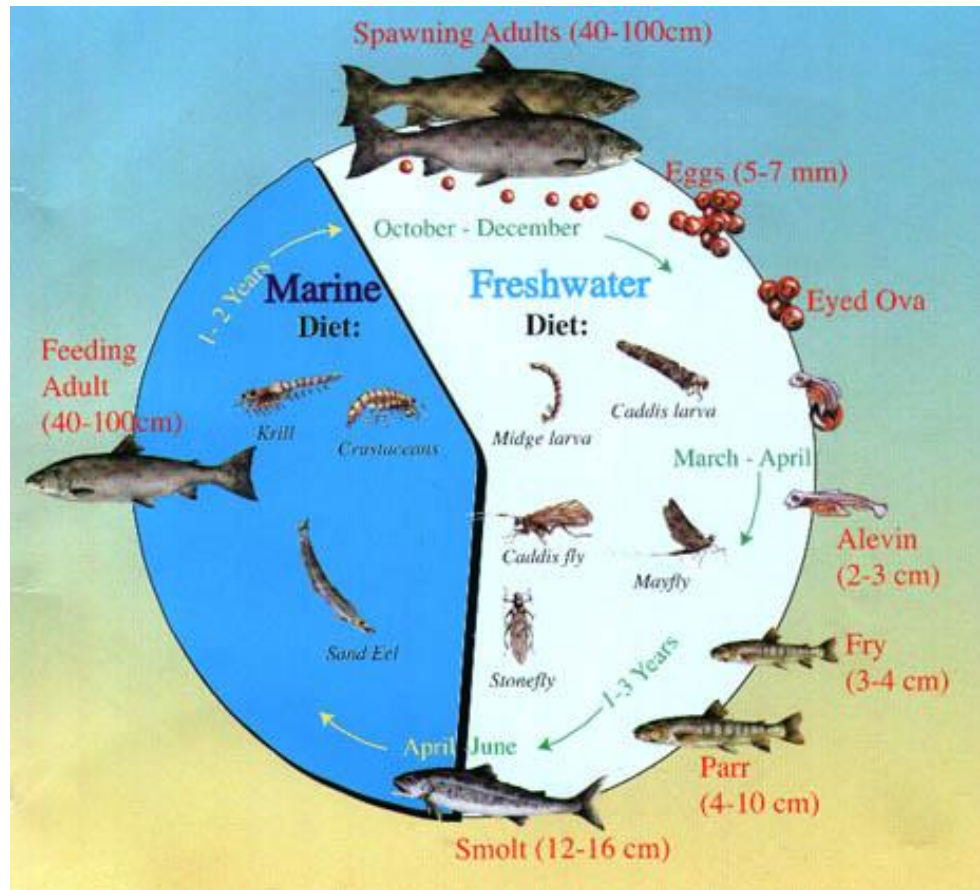 Spawning Adults (40-100cm)
Eggs (5-7 mm)
October - December
Eyed Ova
1- 2 Years
Marine
Diet:
Freshwater
Diet:
Feeding
Adult
(40-100cm)
Krill
Crustaceans
Midge larva
Caddis larva
March - April
Alevin
(2-3 cm)
Caddis fly
Mayfly
Sand Eel
Stonefly
Fry
(3-4 cm)
1-3 Years
Parr
(4-10 cm)
April -June
Smolt (12-16 cm)